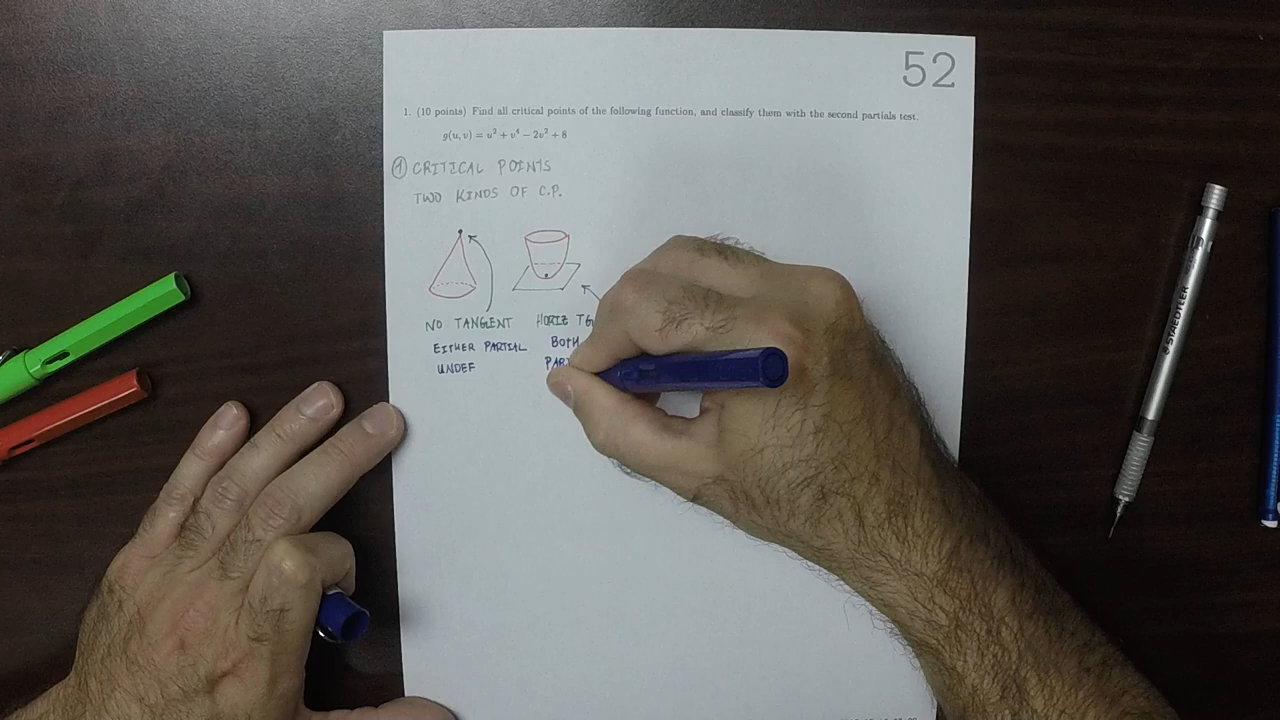 52
1. (10 points) Find all critical points of the following function, and classify them with the second partials test.
g(u, v) = u² + v⁴ − 2v² + 8
① CRITICAL POINTS
TWO KINDS OF C.P.
NO TANGENT HORIZ
EITHER PARTIAL BOTH
UNDEF
STAEDTLER